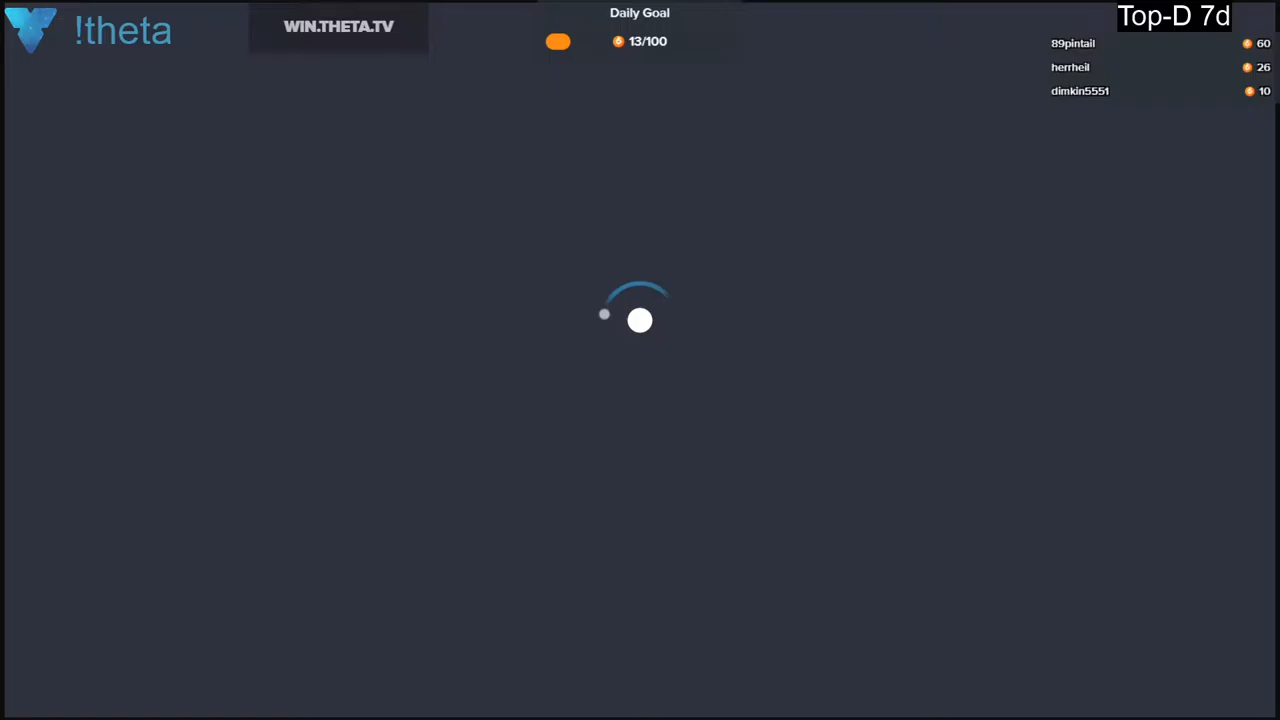 !theta
WIN.THETA.TV
Daily Goal
13/100
Top-D 7d
89pintail 60
herrheil 26
dimkin5551 10